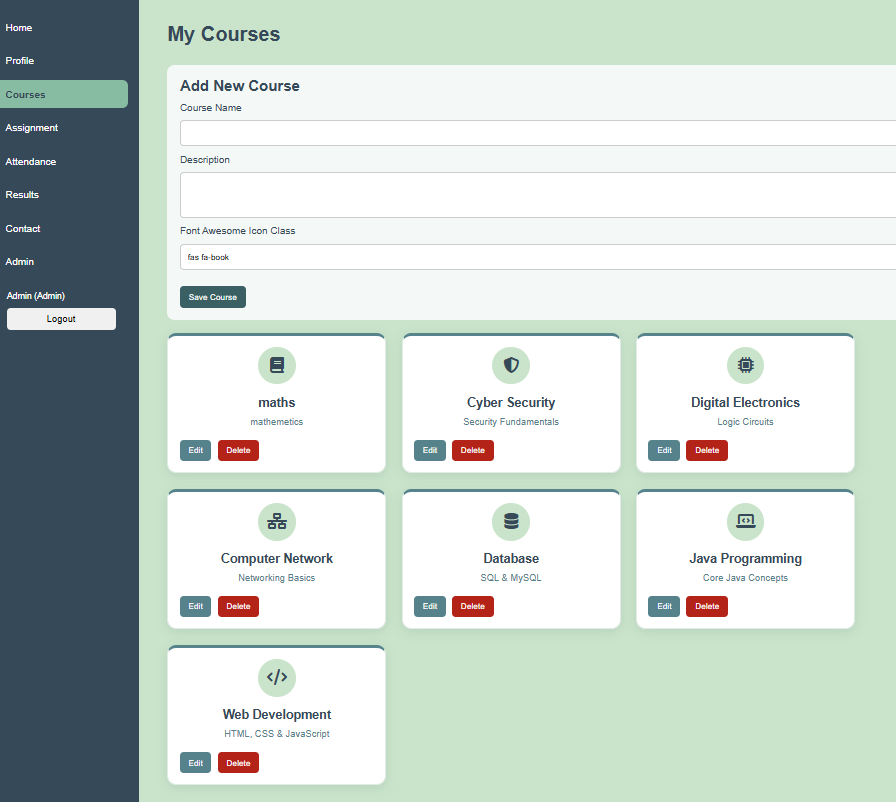 Home
Profile
Courses
Assignment
Attendance
Results
Contact
Admin
Admin (Admin)
Logout
My Courses
Add New Course
Course Name
Description
Font Awesome Icon Class
fas fa-book
Save Course
maths
mathemetics
Edit Delete
Cyber Security
Security Fundamentals
Edit Delete
Digital Electronics
Logic Circuits
Edit Delete
Computer Network
Networking Basics
Edit Delete
Database
SQL & MySQL
Edit Delete
Java Programming
Core Java Concepts
Edit Delete
Web Development
HTML, CSS & JavaScript
Edit Delete